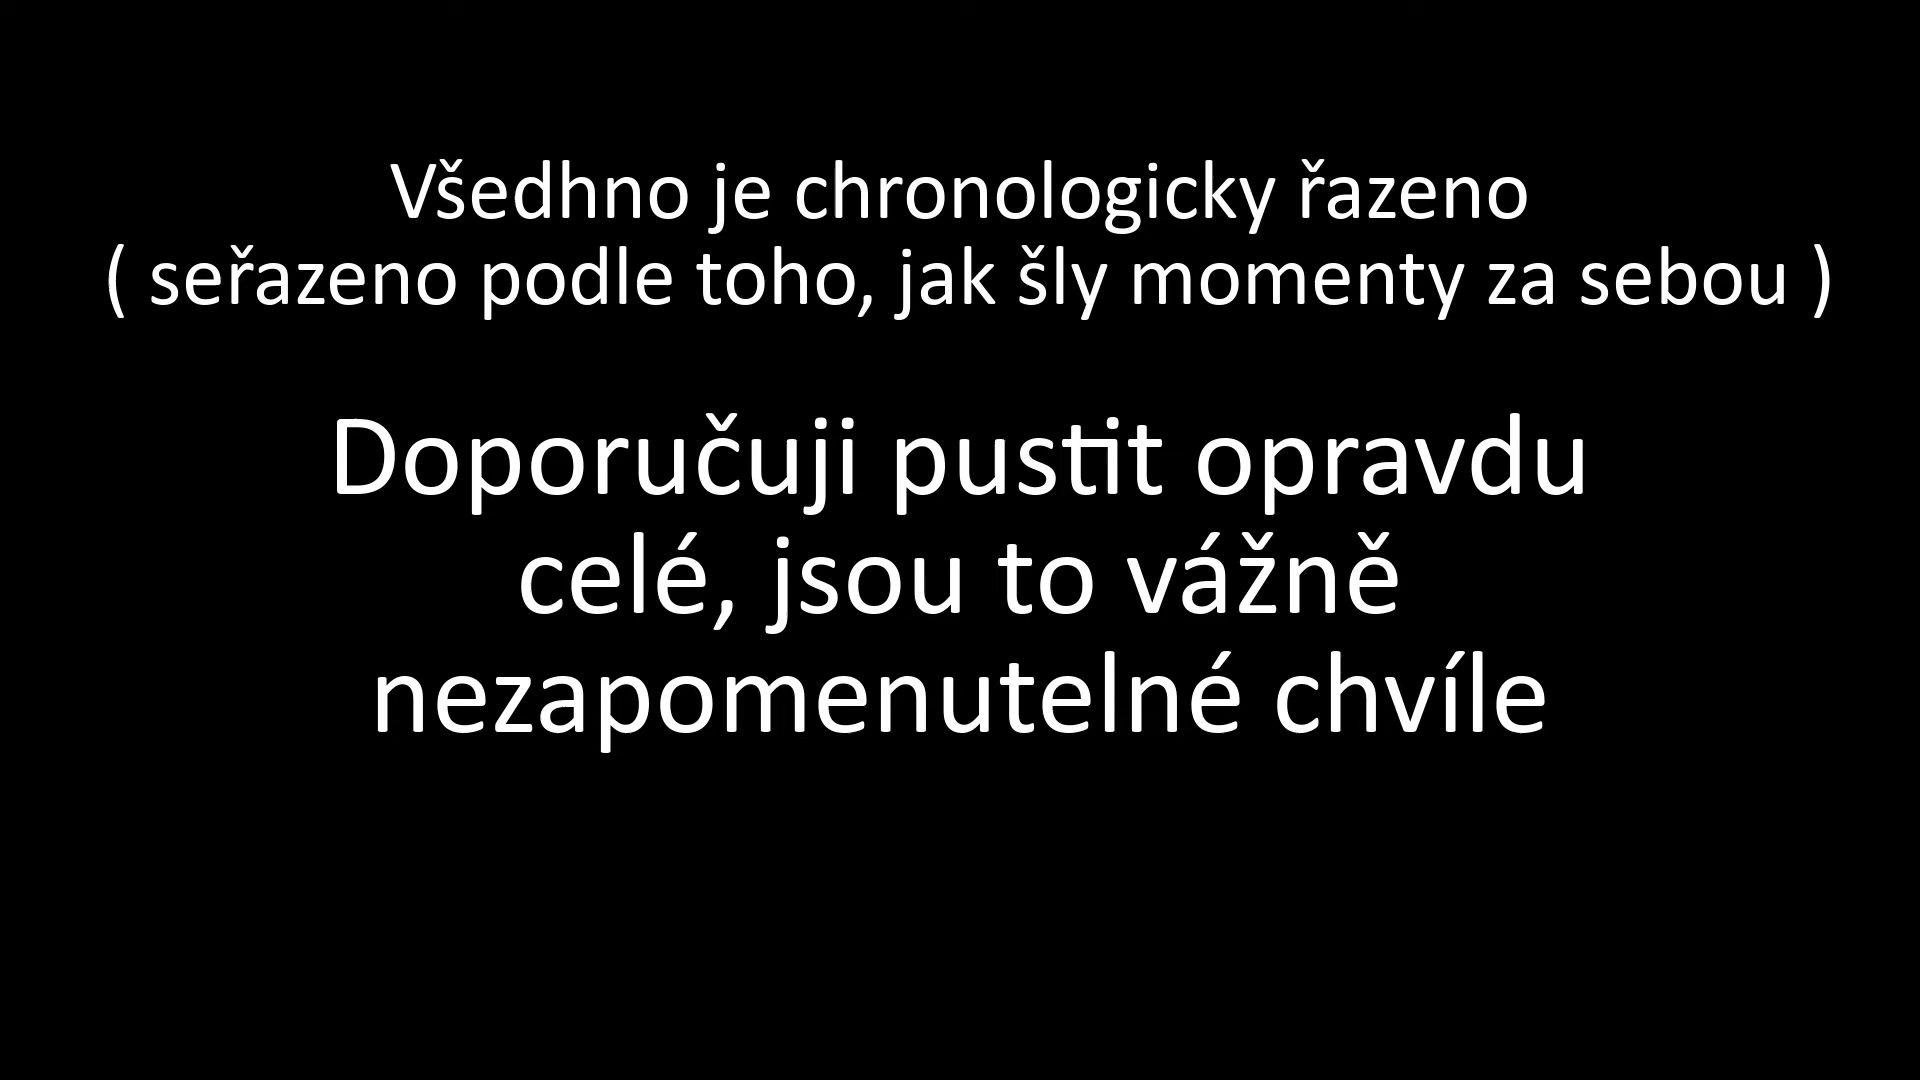 Všedhno je chronologicky řazeno
( seřazeno podle toho, jak šly momenty za sebou )
Doporučuji pustit opravdu
celé, jsou to vážně
nezapomenutelné chvíle